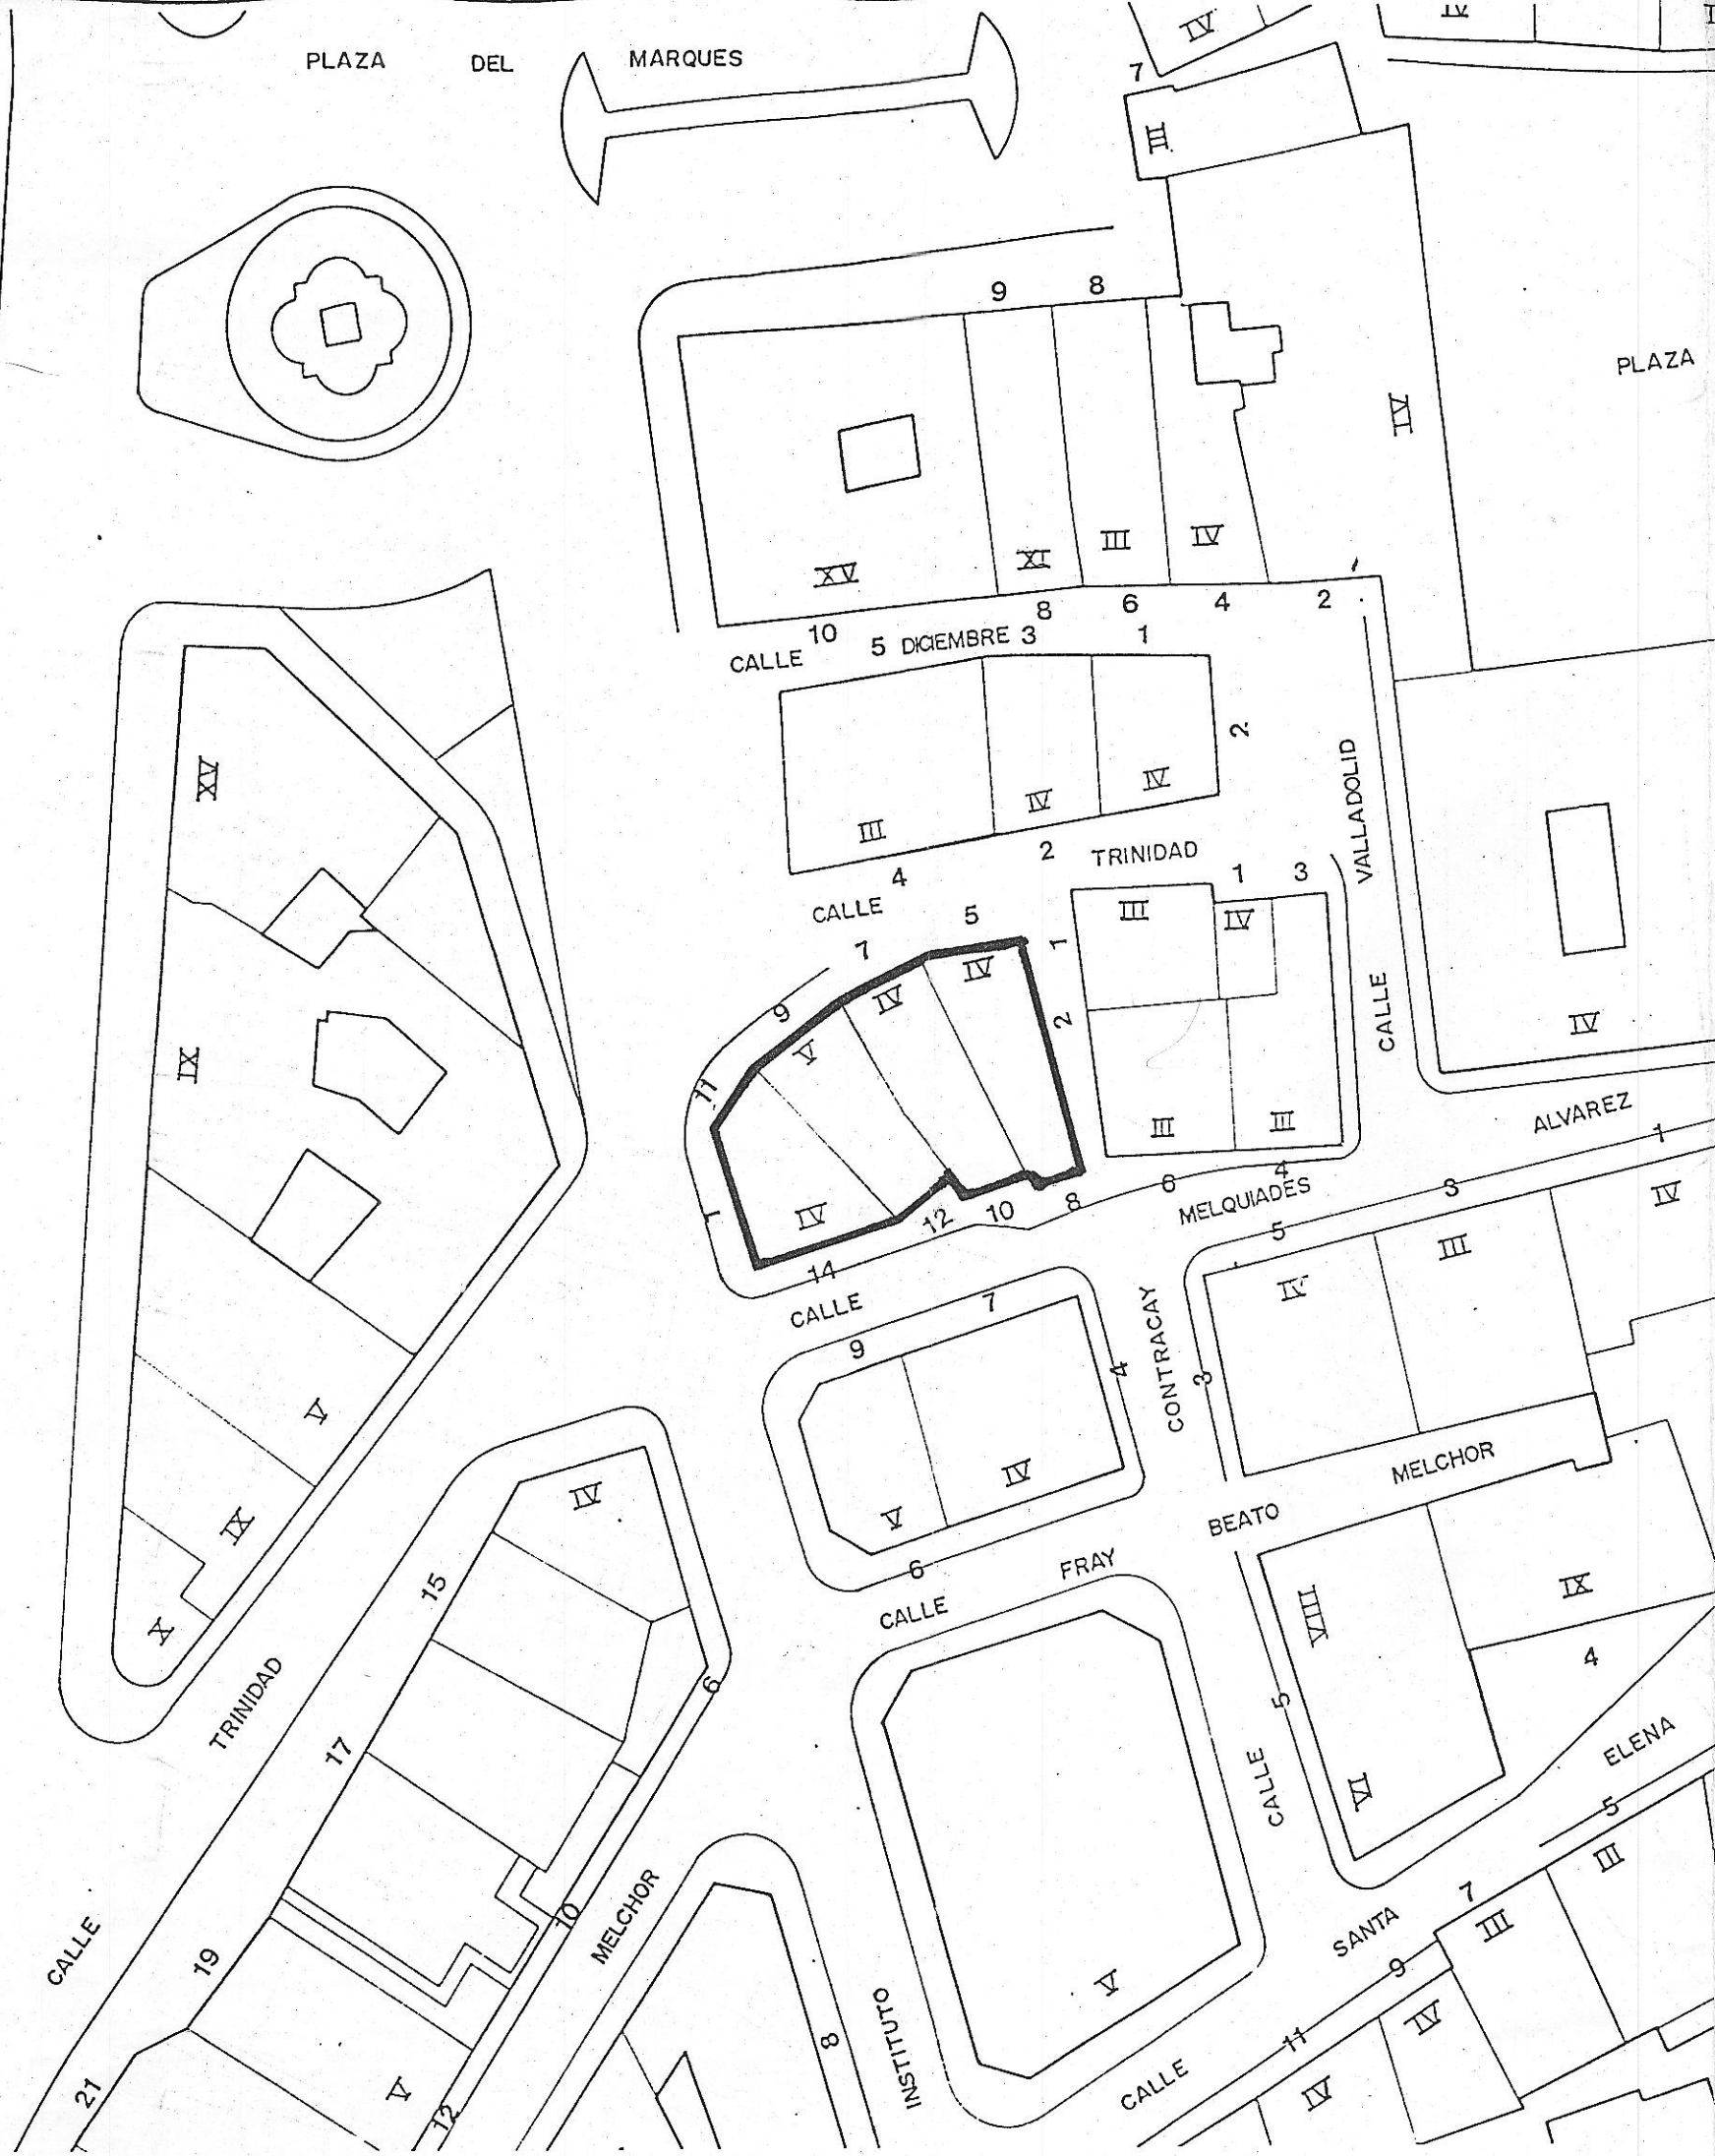 PLAZA DEL MARQUES
IV
IV
7
III
9 8
PLAZA
IV
XV XI III IV
10 8 6 4 2
CALLE 5 DICIEMBRE 3 1
2
III IV IV
4 2
CALLE TRINIDAD
CALLE VALLADOLID
XV
IX
V
IX
X
11 9 7 5
1
2
IV V IV IV
1
14 12 10 8
III IV
1 3
III III
6 4
IV
CALLE MELQUIADES ALVAREZ
5 3 1
IV III IV
3
9 7
4
V IV
6
CALLE CONTRACAY
CALLE FRAY BEATO MELCHOR
IV
15
17
19
21
6
10
12
V
CALLE TRINIDAD
MELCHOR
8
INSTITUTO
V
VIII
IX
VI
5
4
CALLE SANTA ELENA
11 9 7 5
IV IV III III